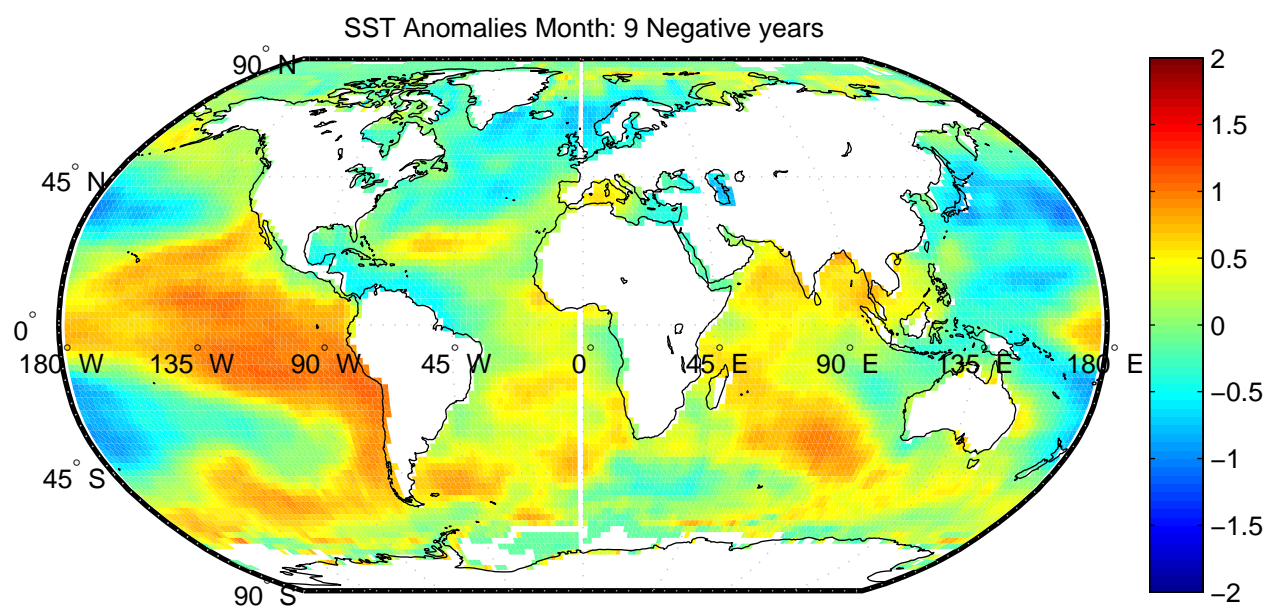 SST Anomalies Month: 9 Negative years
90° N
45° N
0°
180° W 135° W 90° W 45° W 0° 45° E 90° E 135° E 180° E
45° S
90° S
2
1.5
1
0.5
0
−0.5
−1
−1.5
−2